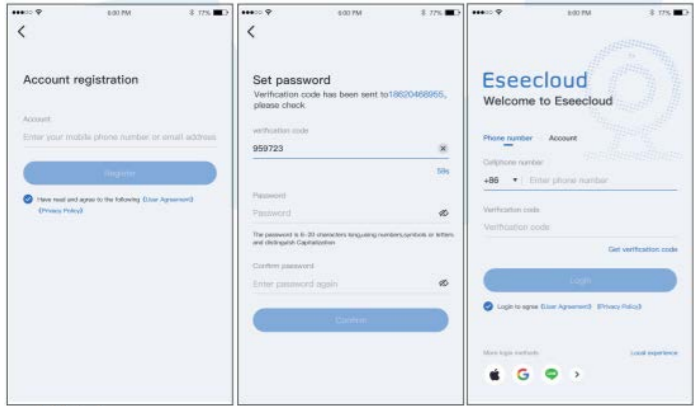 6:00 PM
77%
Account registration
Account
Enter your mobile phone number or email address
Register
Have read and agree to the following 《User Agreement》
《Privacy Policy》
6:00 PM
77%
Set password
Verification code has been sent to18620468955,
please check
verification code
959723
59s
Password
Password
The password is 6-20 characters long,using numbers,symbols or letters
and distinguish Capitalization
Confirm password
Enter password again
Confirm
6:00 PM
77%
Eseecloud
Welcome to Eseecloud
Phone number
Account
Cellphone number
+86
Enter phone number
Verification code
Verification code
Get verification code
Login
Login to agree 《User Agreement》 《Privacy Policy》
More login methods
Local experience
G
LINE